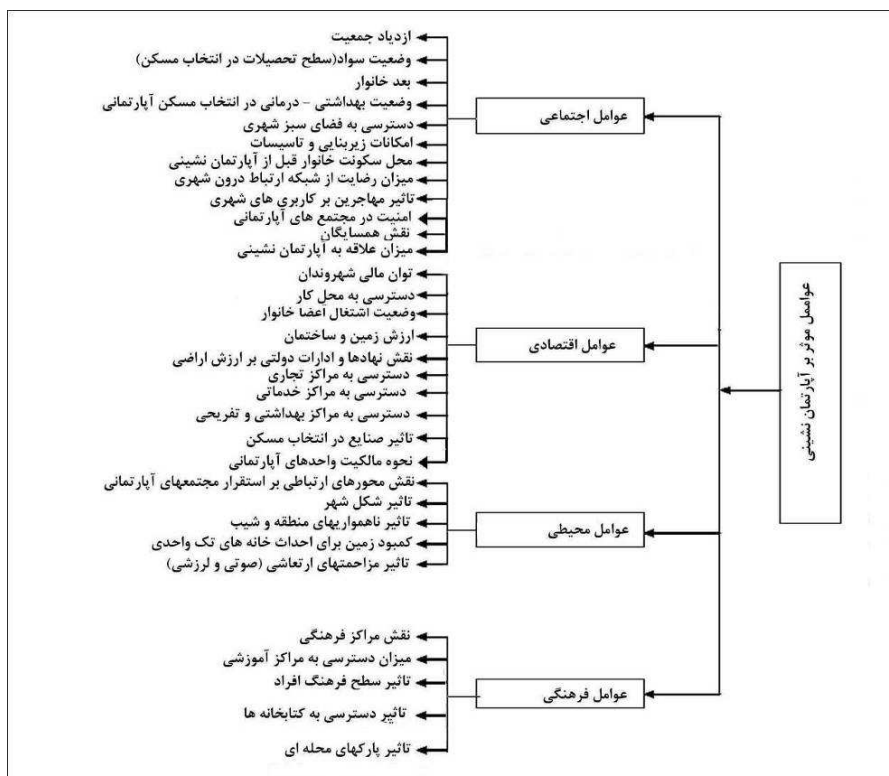 عواممل موثر بر آپارتمان نشینی
عوامل اجتماعی
ازدیاد جمعیت
وضعیت سواد(سطح تحصیلات در انتخاب مسکن)
بعد خانوار
وضعیت بهداشتی - درمانی در انتخاب مسکن آپارتمانی
دسترسی به فضای سبز شهری
امکانات زیربنایی و تاسیسات
محل سکونت خانوار قبل از آپارتمان نشینی
میزان رضایت از شبکه ارتباط درون شهری
تاثیر مهاجرین بر کاربری های شهری
امنیت در مجتمع های آپارتمانی
نقش همسایگان
میزان علاقه به آپارتمان نشینی
عوامل اقتصادی
توان مالی شهروندان
دسترسی به محل کار
وضعیت اشتغال اعضا خانوار
ارزش زمین و ساختمان
نقش نهادها و ادارات دولتی بر ارزش اراضی
دسترسی به مراکز تجاری
دسترسی به مراکز خدماتی
دسترسی به مراکز بهداشتی و تفریحی
تاثیر صنایع در انتخاب مسکن
نحوه مالکیت واحدهای آپارتمانی
عوامل محیطی
نقش محورهای ارتباطی بر استقرار مجتمعهای آپارتمانی
تاثیر شکل شهر
تاثیر ناهمواریهای منطقه و شیب
کمبود زمین برای احداث خانه های تک واحدی
تاثیر مزاحمتهای ارتعاشی (صوتی و لرزشی)
عوامل فرهنگی
نقش مراکز فرهنگی
میزان دسترسی به مراکز آموزشی
تاثیر سطح فرهنگ افراد
تاثیر دسترسی به کتابخانه ها
تاثیر پارکهای محله ای